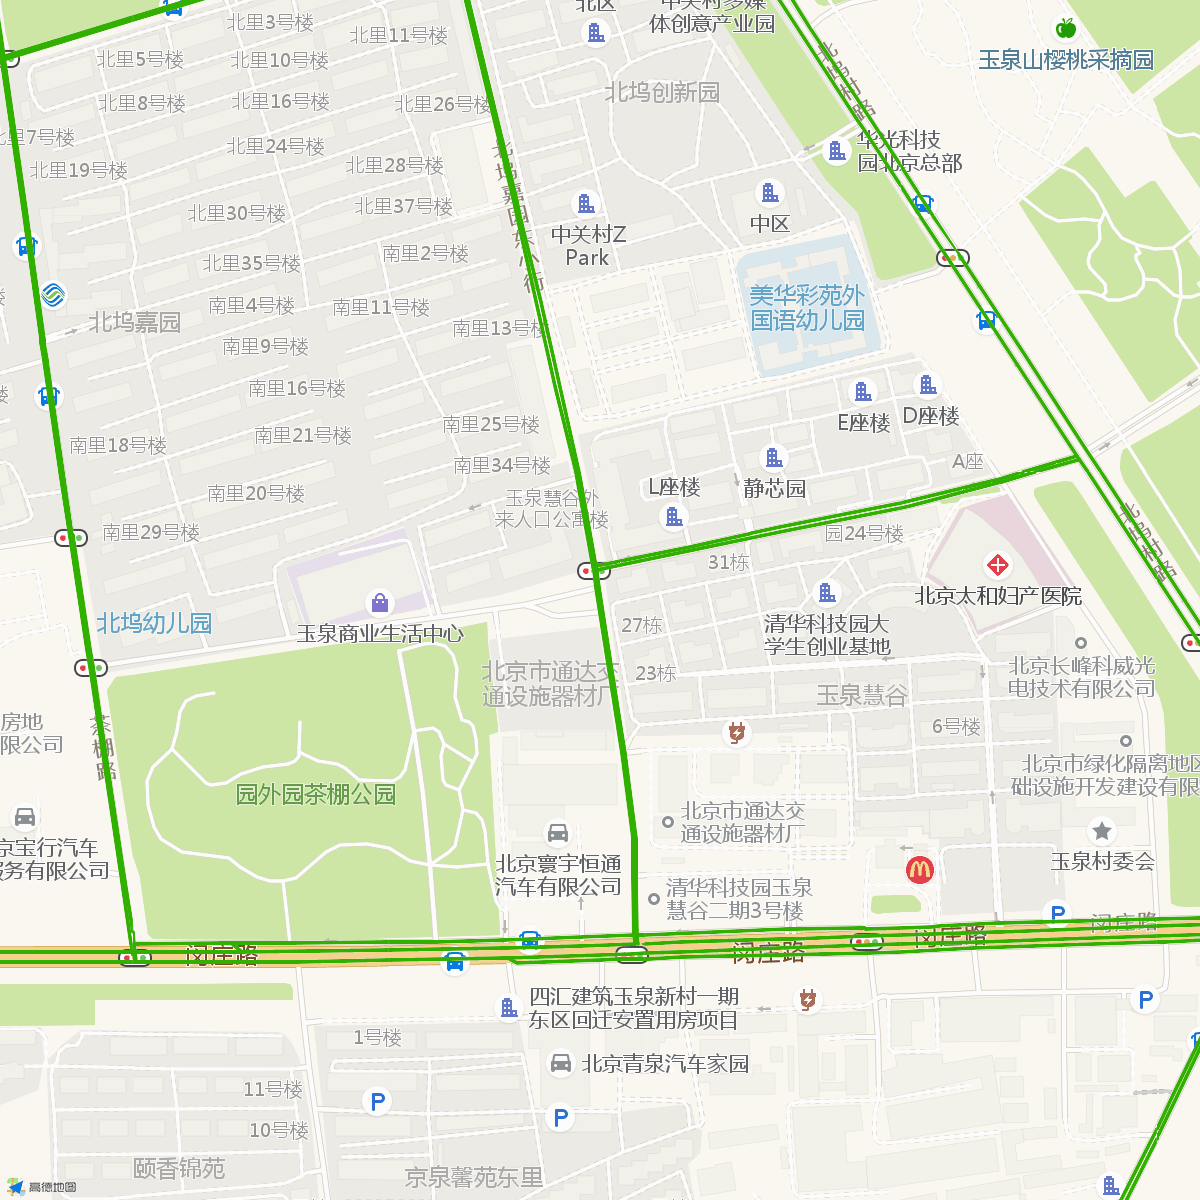 北里3号楼
北里11号楼
北区
中关村多媒
体创意产业园
北里5号楼
北里10号楼
玉泉山樱桃采摘园
北坞村路
北里8号楼
北里16号楼
北里26号楼
北坞创新园
里7号楼
北里24号楼
华光科技
园北京总部
北里19号楼
北里28号楼
北里30号楼
北里37号楼
中关村Z
Park
中区
南里2号楼
北里35号楼
北坞嘉园东小街
南里4号楼
南里11号楼
美华彩苑外
国语幼儿园
北坞嘉园
南里13号楼
南里9号楼
南里16号楼
E座楼
D座楼
南里18号楼
南里21号楼
南里25号楼
南里34号楼
A座
南里20号楼
玉泉慧谷外
来人口公寓楼
L座楼
静芯园
南里29号楼
园24号楼
北坞村路
31栋
北坞幼儿园
玉泉商业生活中心
27栋
清华科技园大
学生创业基地
北京太和妇产医院
北京市通达交
通设施器材厂
23栋
玉泉慧谷
北京长峰科威光
电技术有限公司
房地
限公司
茶棚路
6号楼
园外园茶棚公园
北京市绿化隔离地区
础设施开发建设有限
北京市通达交
通设施器材厂
京宝行汽车
服务有限公司
北京寰宇恒通
汽车有限公司
玉泉村委会
清华科技园玉泉
慧谷二期3号楼
P
闵庄路
闵庄路
闵庄路
闵庄路
四汇建筑玉泉新村一期
东区回迁安置用房项目
P
1号楼
北京青泉汽车家园
11号楼
P
P
10号楼
颐香锦苑
京泉馨苑东里
高德地图